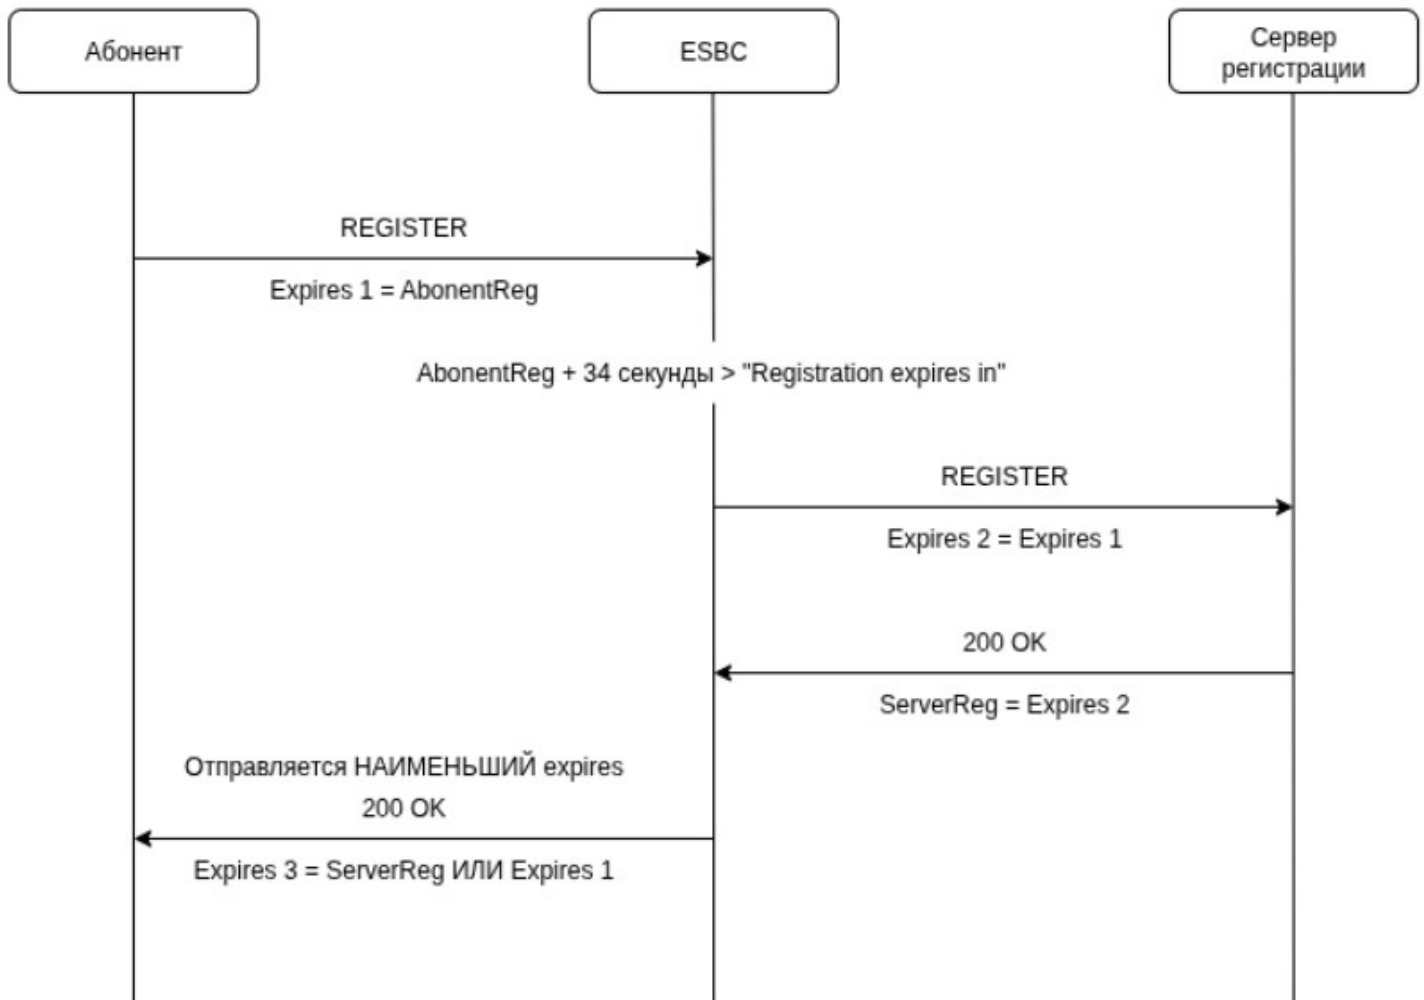 Абонент
ESBC
Сервер
регистрации
REGISTER
Expires 1 = AbonentReg
AbonentReg + 34 секунды > "Registration expires in"
REGISTER
Expires 2 = Expires 1
200 OK
ServerReg = Expires 2
Отправляется НАИМЕНЬШИЙ expires
200 OK
Expires 3 = ServerReg ИЛИ Expires 1